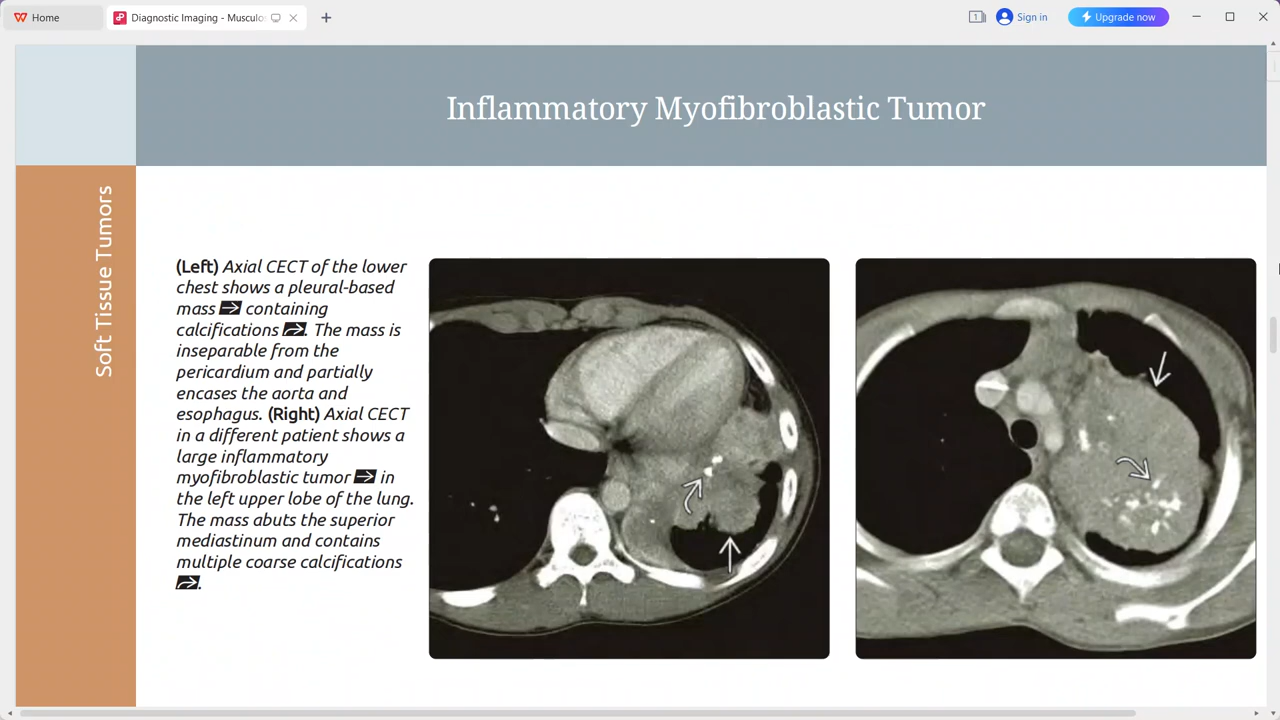 Home
Diagnostic Imaging - Musculo
1
Sign in
Upgrade now
Inflammatory Myofibroblastic Tumor
Soft Tissue Tumors
(Left) Axial CECT of the lower
chest shows a pleural-based
mass containing
calcifications . The mass is
inseparable from the
pericardium and partially
encases the aorta and
esophagus. (Right) Axial CECT
in a different patient shows a
large inflammatory
myofibroblastic tumor in
the left upper lobe of the lung.
The mass abuts the superior
mediastinum and contains
multiple coarse calcifications
.